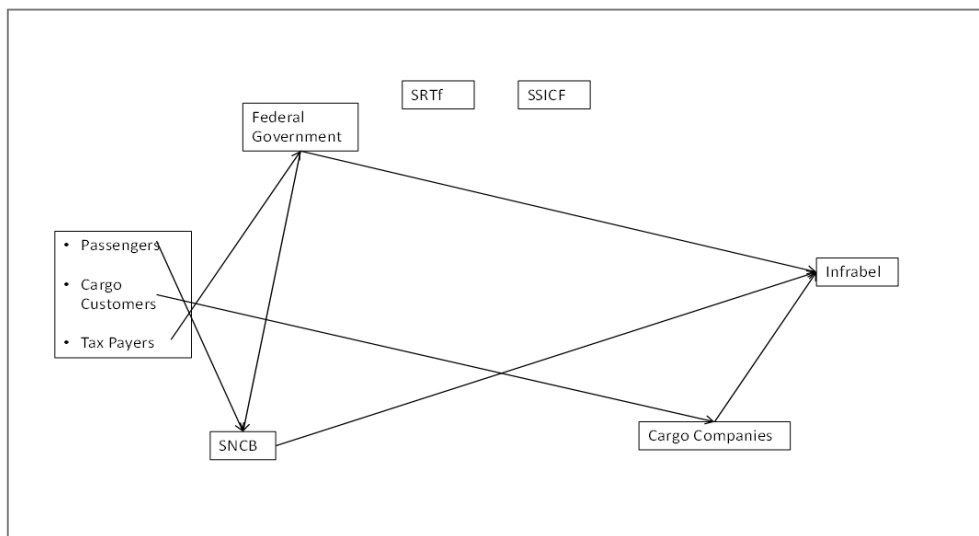 SRTf
SSICF
Federal
Government
• Passengers
• Cargo
Customers
• Tax Payers
Infrabel
SNCB
Cargo Companies